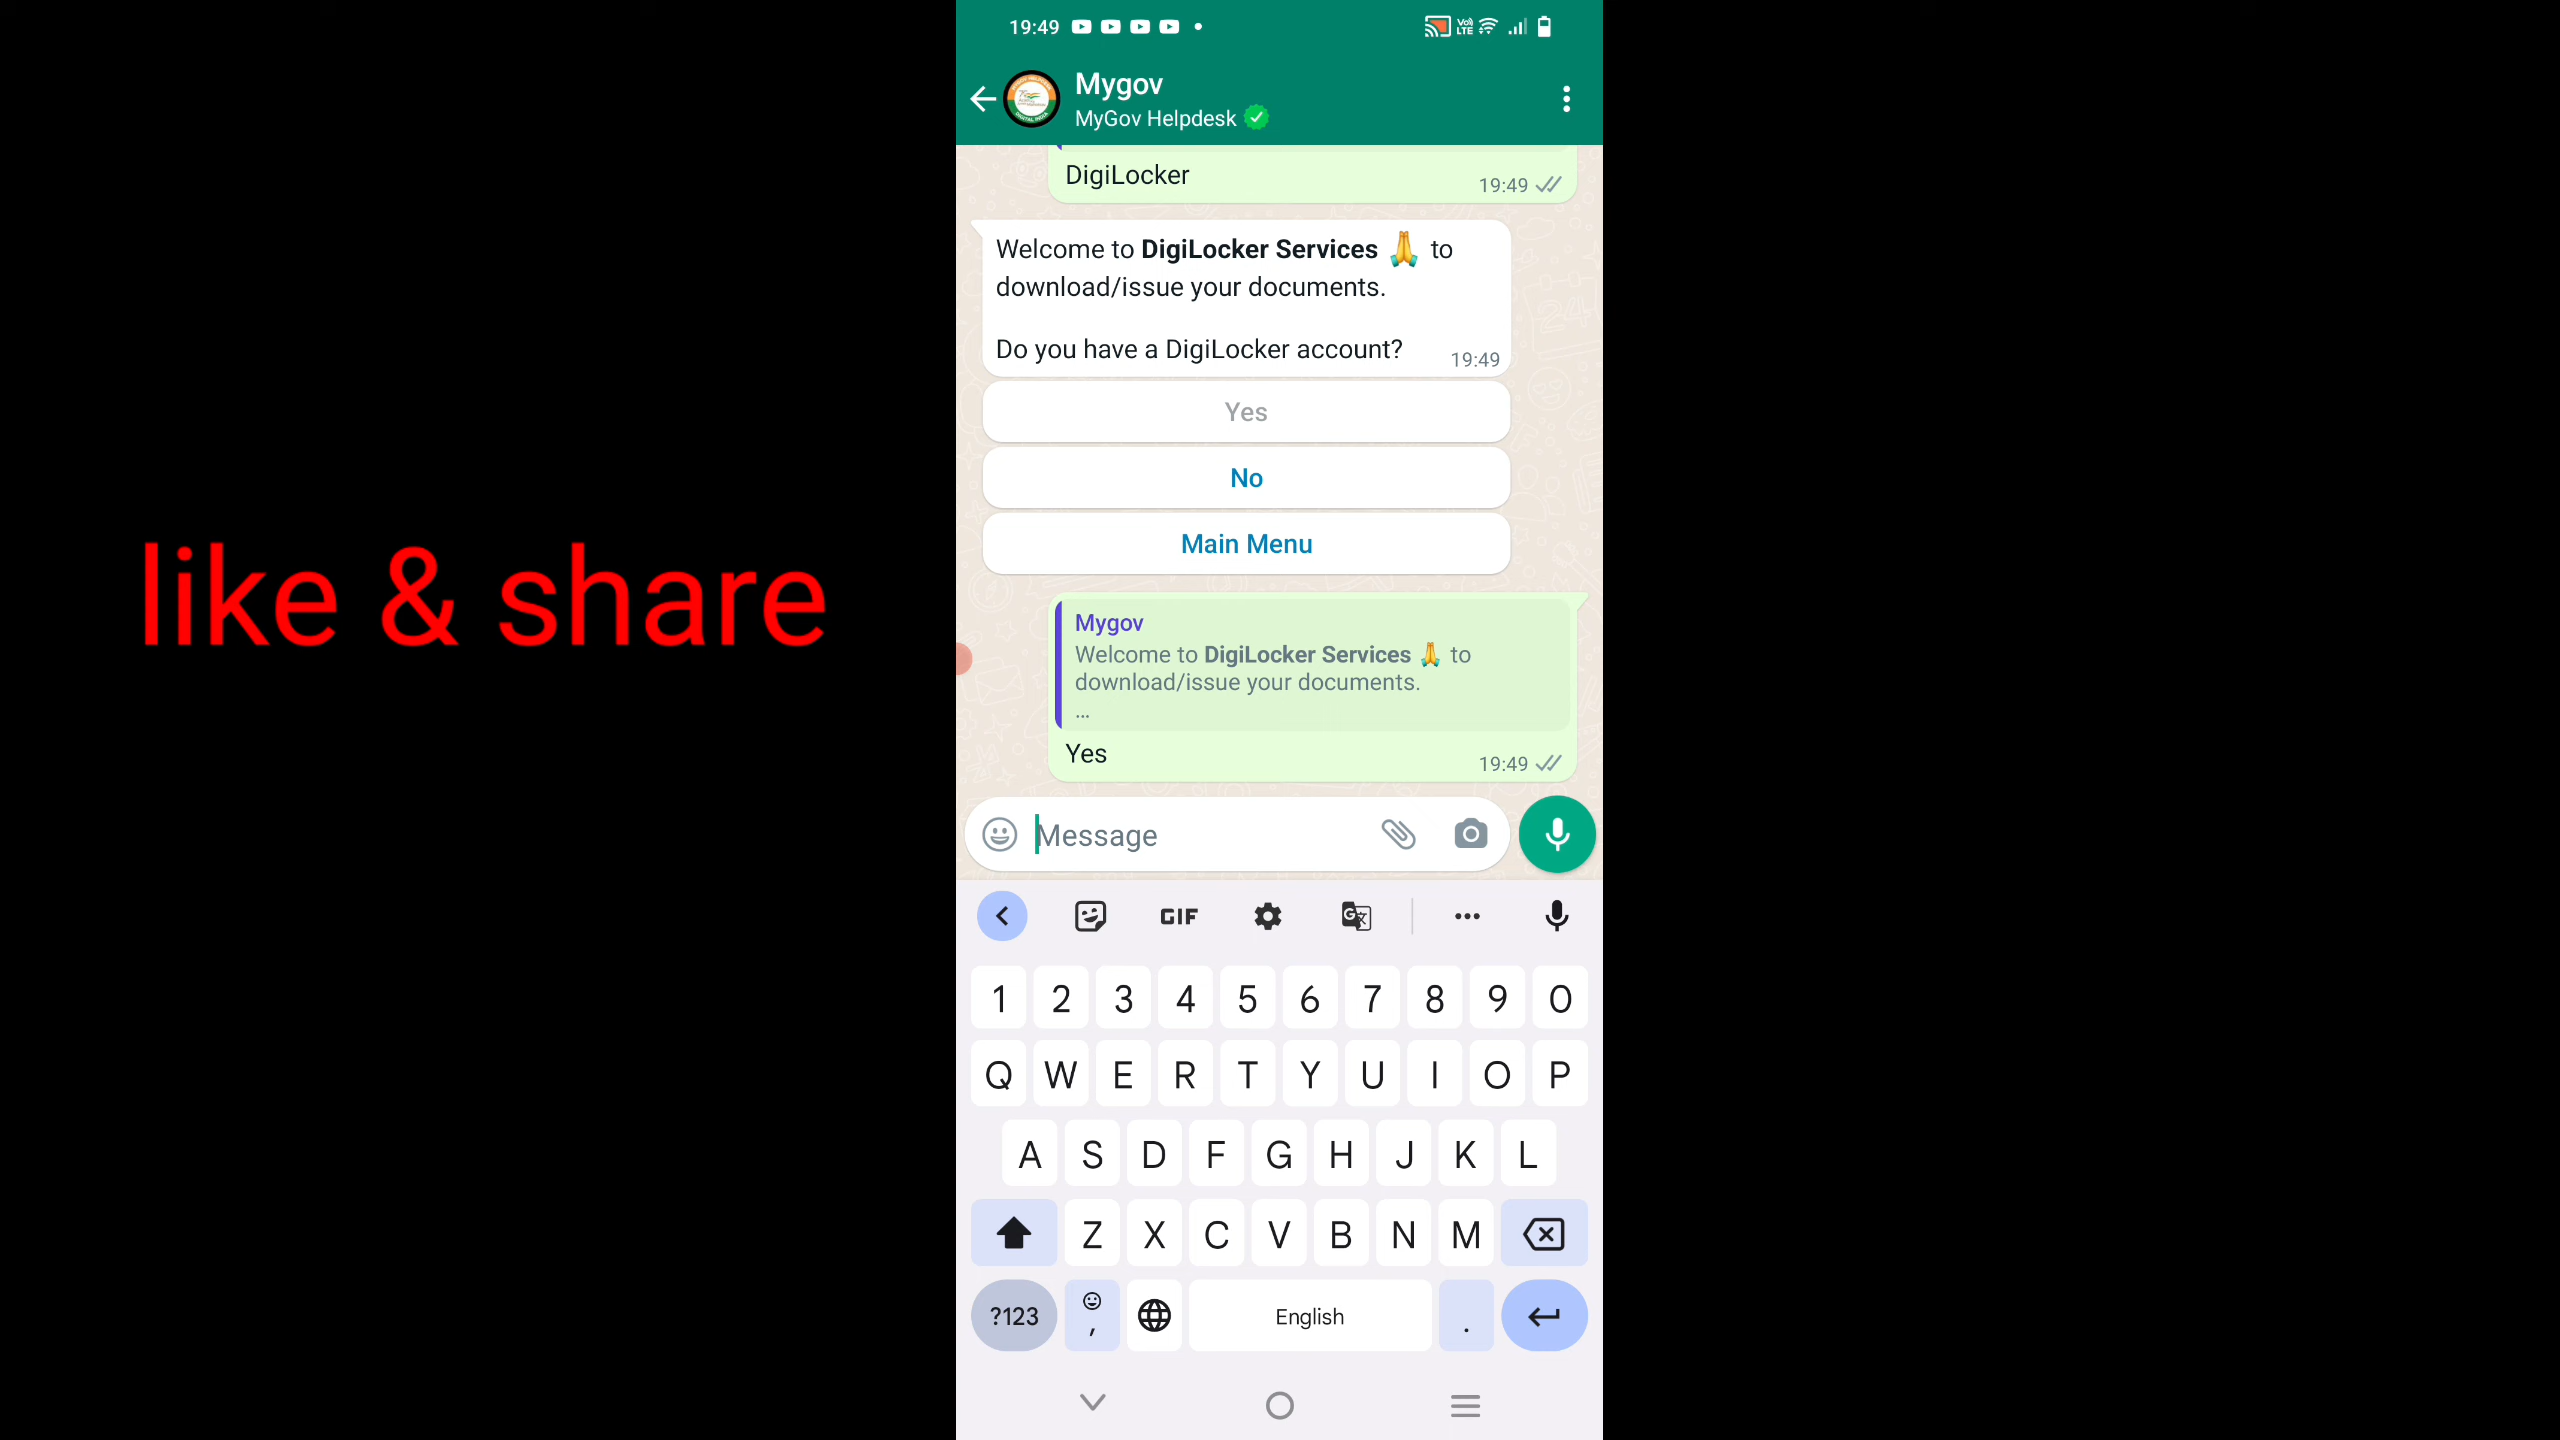 19:49
Vo) LTE
Mygov
MyGov Helpdesk
DigiLocker
19:49
Welcome to DigiLocker Services 🙏 to
download/issue your documents.
Do you have a DigiLocker account?
19:49
Yes
No
Main Menu
Mygov
Welcome to DigiLocker Services 🙏 to
download/issue your documents.
...
Yes
19:49
like & share
Message
GIF
1 2 3 4 5 6 7 8 9 0
Q W E R T Y U I O P
A S D F G H J K L
Z X C V B N M
?123 , English .